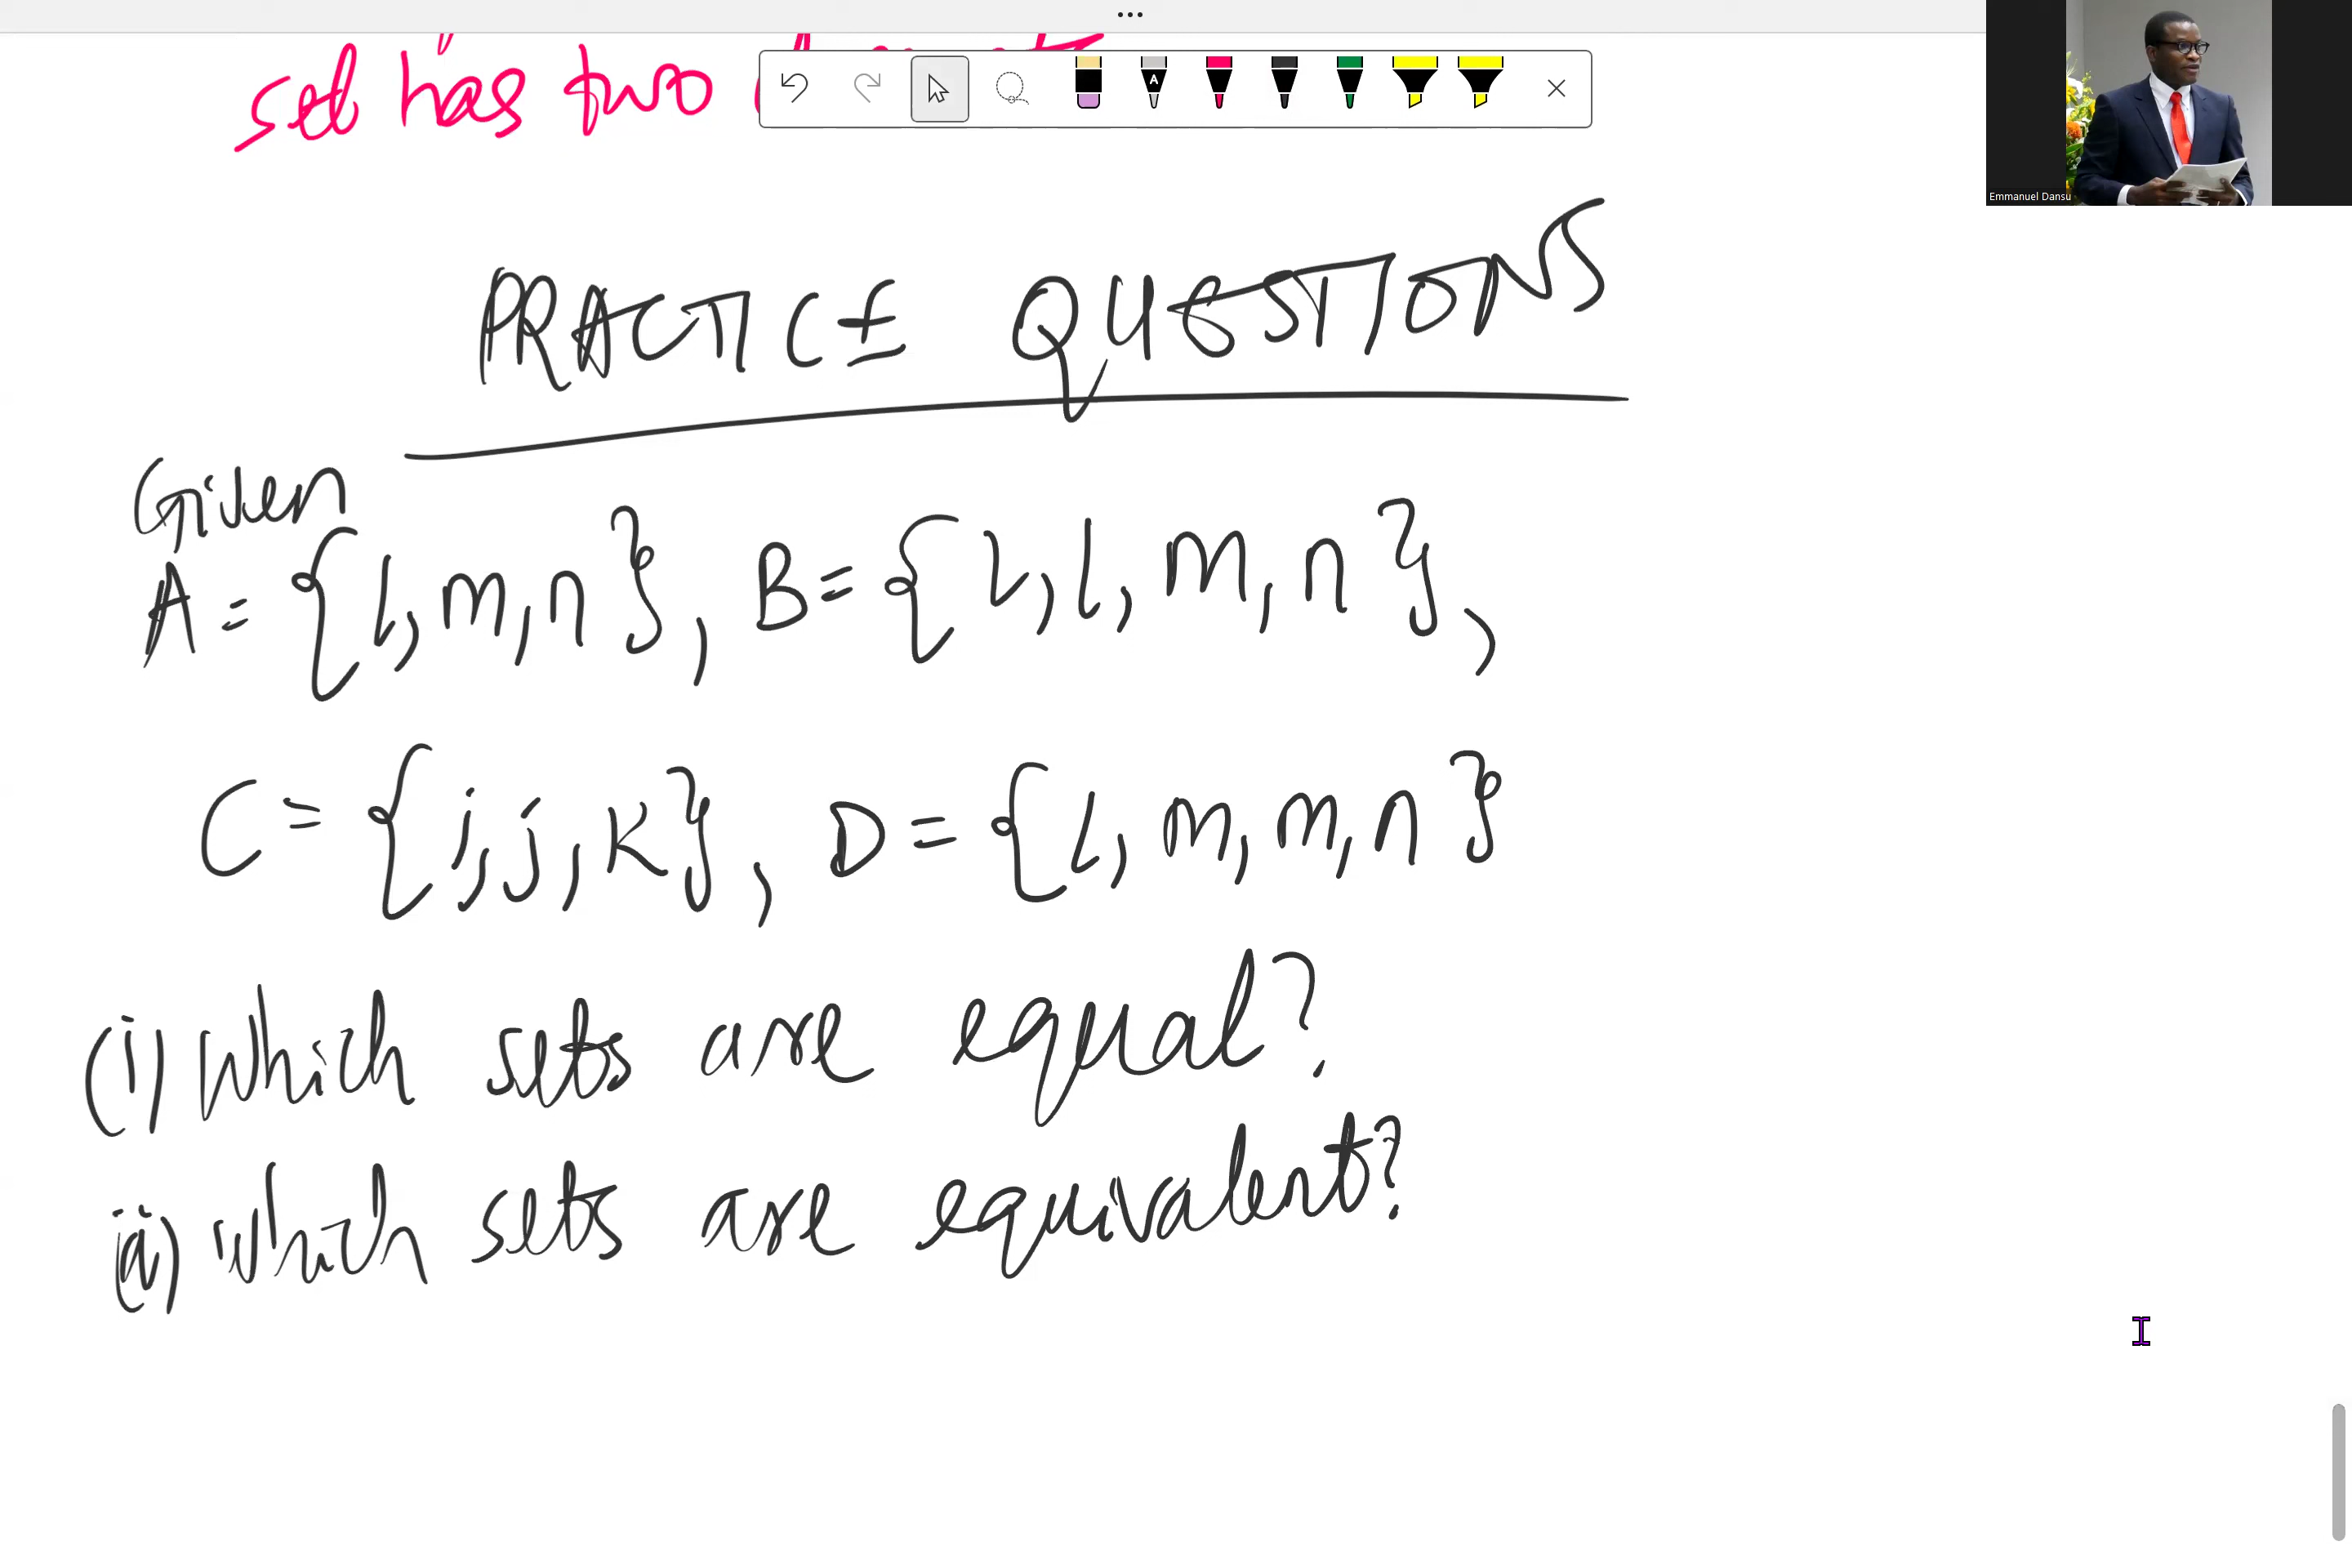 set has two
Emmanuel Dansu
PRACTICE QUESTIONS
Given
A = {l, m, n}, B = {l, l, m, n},
C = {i, j, k}, D = {l, m, m, n}
(i) Which sets are equal?
(ii) Which sets are equivalent?